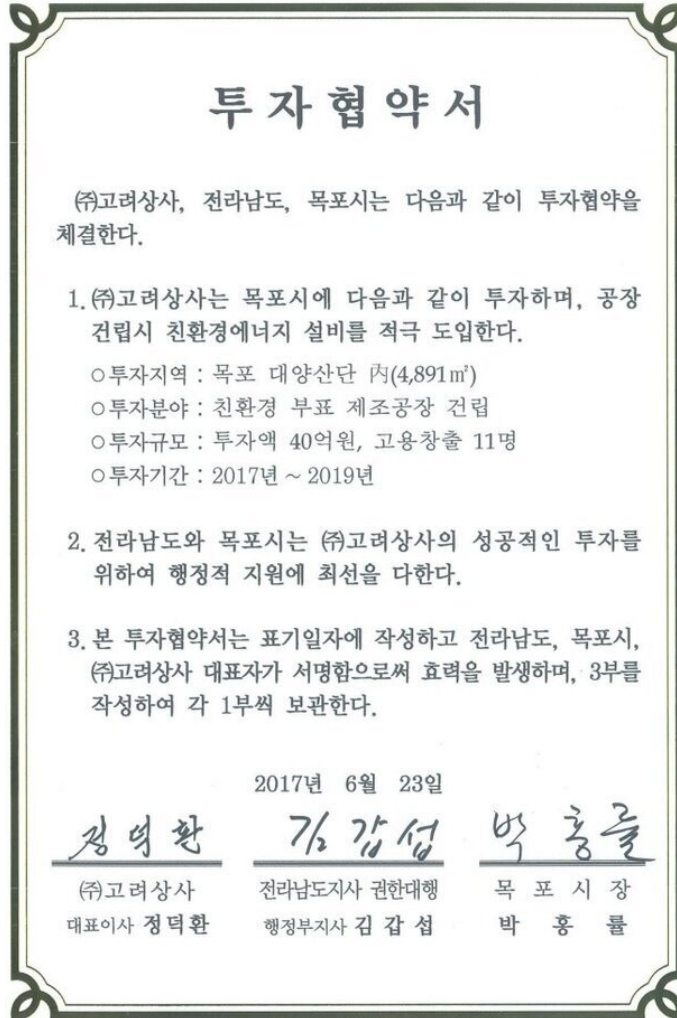 투자협약서
㈜고려상사, 전라남도, 목포시는 다음과 같이 투자협약을
체결한다.
1. ㈜고려상사는 목포시에 다음과 같이 투자하며, 공장
건립시 친환경에너지 설비를 적극 도입한다.
○투자지역 : 목포 대양산단 內(4,891㎡)
○투자분야 : 친환경 부표 제조공장 건립
○투자규모 : 투자액 40억원, 고용창출 11명
○투자기간 : 2017년 ~ 2019년
2. 전라남도와 목포시는 ㈜고려상사의 성공적인 투자를
위하여 행정적 지원에 최선을 다한다.
3. 본 투자협약서는 표기일자에 작성하고 전라남도, 목포시,
㈜고려상사 대표자가 서명함으로써 효력을 발생하며, 3부를
작성하여 각 1부씩 보관한다.
2017년 6월 23일
정덕환 김갑섭 박홍률
㈜고려상사 전라남도지사 권한대행 목 포 시 장
대표이사 정덕환 행정부지사 김 갑 섭 박 홍 률